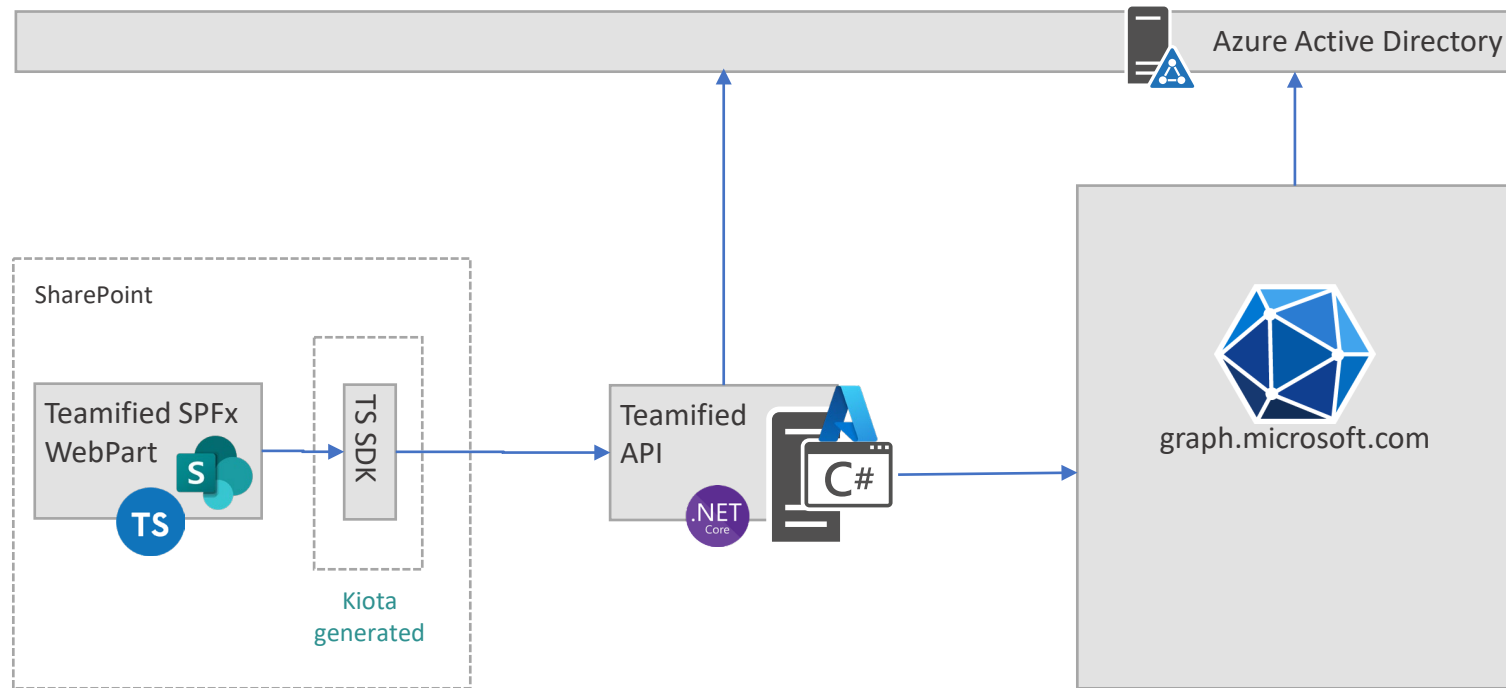 Azure Active Directory
SharePoint
Teamified SPFx
WebPart
S
TS
TS SDK
Kiota
generated
Teamified
API
C#
.NET
Core
graph.microsoft.com